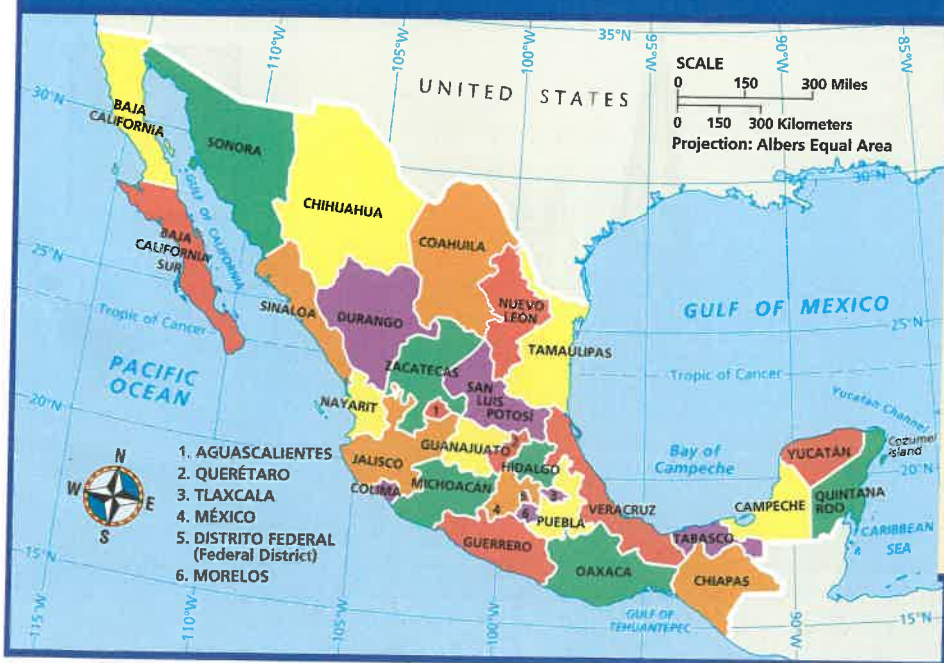 110°W
105°W
100°W
35°N
95°W
90°W
85°W
SCALE
0 150 300 Miles
0 150 300 Kilometers
Projection: Albers Equal Area
UNITED STATES
30°N
30°N
BAJA
CALIFORNIA
SONORA
CHIHUAHUA
COAHUILA
GULF OF CALIFORNIA
BAJA
CALIFORNIA
SUR
25°N
SINALOA
DURANGO
NUEVO
LEÓN
GULF OF MEXICO
25°N
Tropic of Cancer
TAMAULIPAS
ZACATECAS
Tropic of Cancer
PACIFIC
OCEAN
SAN
LUIS
POTOSÍ
NAYARIT
1
Yucatán Channel
20°N
Cozumel
Island
GUANAJUATO
2
HIDALGO
Bay of
Campeche
YUCATÁN
20°N
N
W
E
S
1. AGUASCALIENTES
2. QUERÉTARO
3. TLAXCALA
4. MÉXICO
5. DISTRITO FEDERAL
(Federal District)
6. MORELOS
JALISCO
COLIMA
MICHOACÁN
4
5
3
6
PUEBLA
VERACRUZ
CAMPECHE
QUINTANA
ROO
TABASCO
CARIBBEAN
SEA
GUERRERO
OAXACA
CHIAPAS
15°N
GULF OF
TEHUANTEPEC
15°N
115°W
110°W
105°W
100°W
90°W